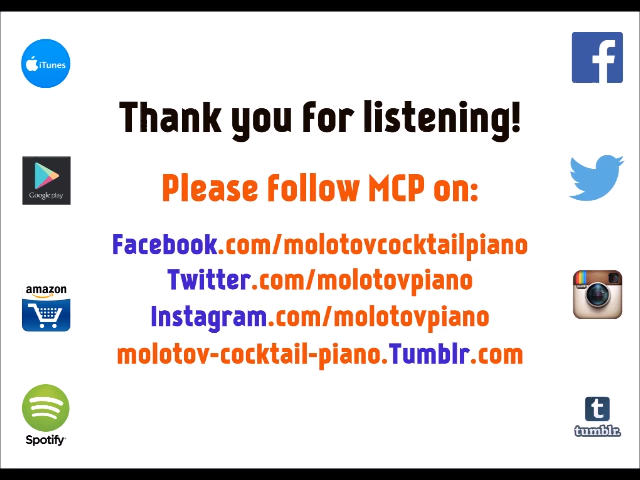 iTunes
Thank you for listening!
Google play
Please follow MCP on:
Facebook.com/molotovcocktailpiano
Twitter.com/molotovpiano
amazon
Instagram.com/molotovpiano
molotov-cocktail-piano.Tumblr.com
Spotify
t
tumblr.